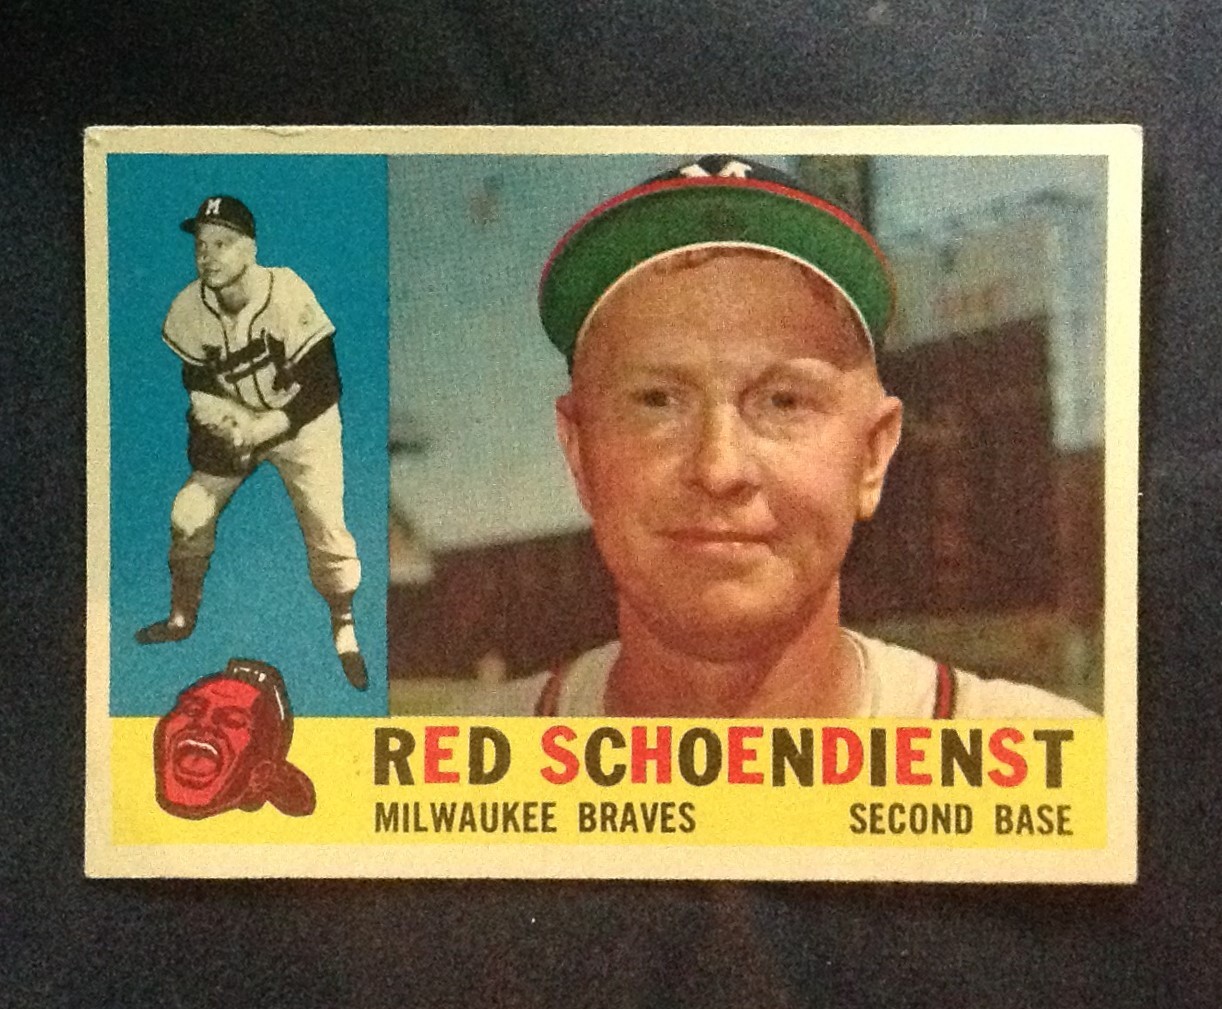 M
M
RED SCHOENDIENST
MILWAUKEE BRAVES SECOND BASE